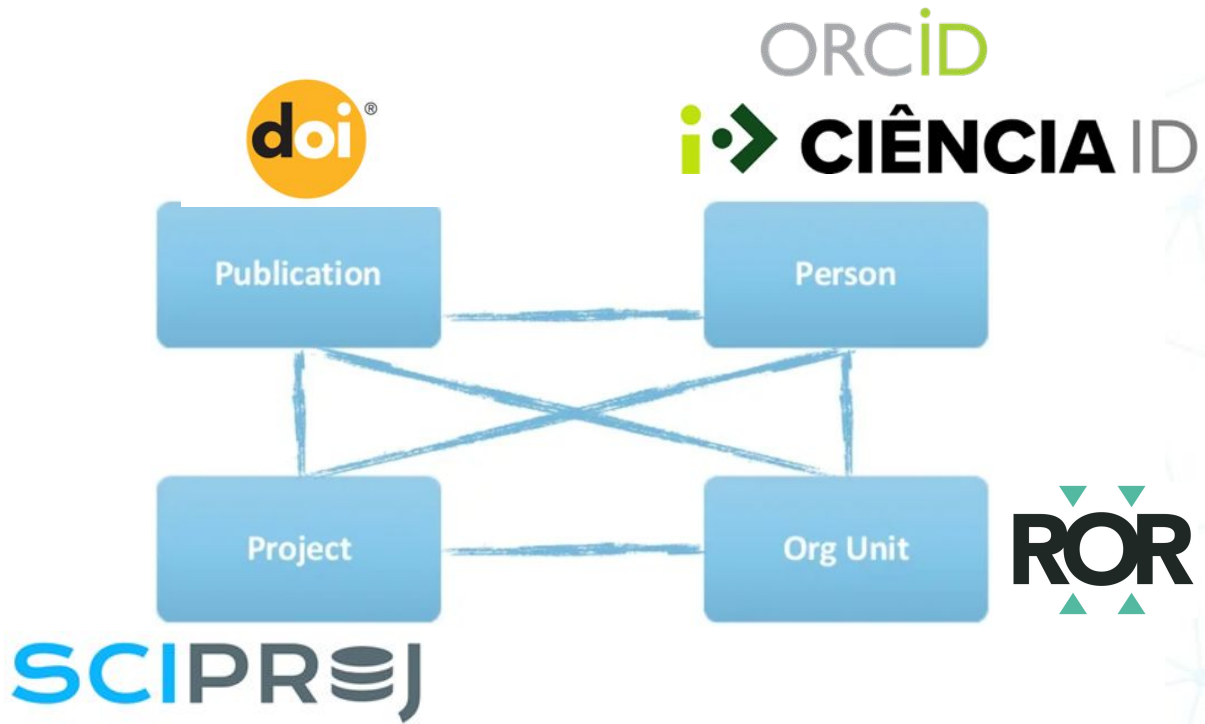 ORCiD
doi®
CIÊNCIA ID
Publication
Person
Project
Org Unit
ROR
SCIPROJ